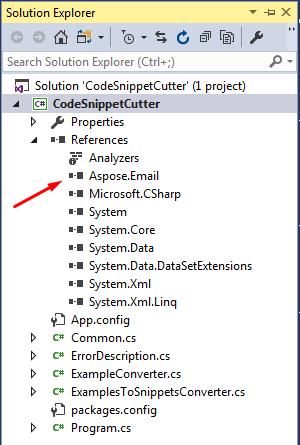 Solution Explorer
Search Solution Explorer (Ctrl+;)
Solution 'CodeSnippetCutter' (1 project)
C# CodeSnippetCutter
Properties
References
Analyzers
Aspose.Email
Microsoft.CSharp
System
System.Core
System.Data
System.Data.DataSetExtensions
System.Xml
System.Xml.Linq
App.config
C# Common.cs
C# ErrorDescription.cs
C# ExampleConverter.cs
C# ExamplesToSnippetsConverter.cs
packages.config
C# Program.cs